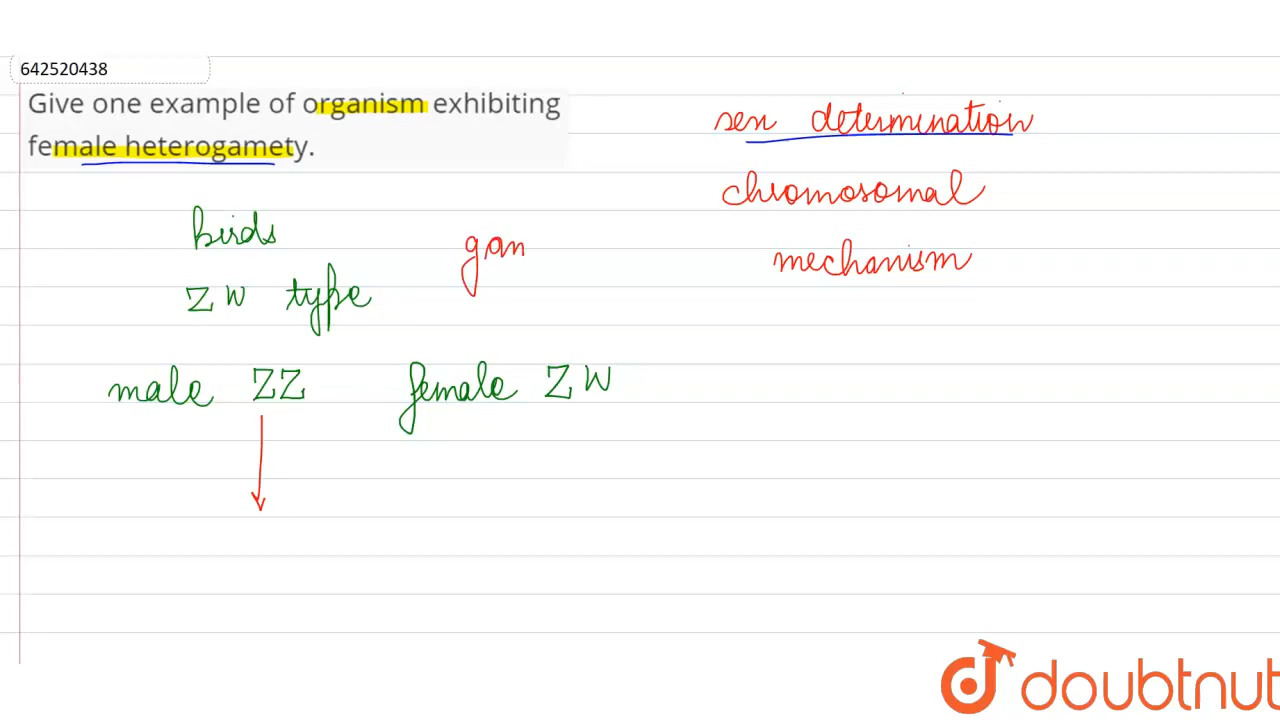 642520438
Give one example of organism exhibiting
female heterogamety.
sex determination
chromosomal
mechanism
birds
gam
ZW type
male ZZ female ZW
doubtnut